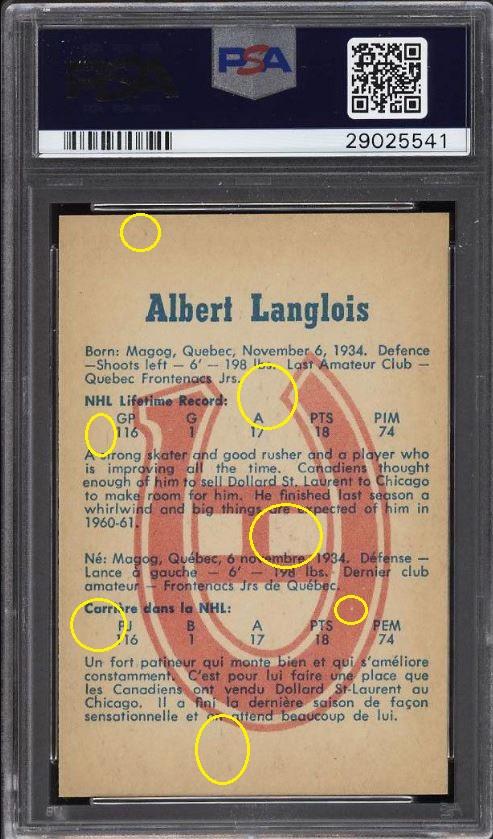 PSA
29025541
Albert Langlois
Born: Magog, Quebec, November 6, 1934. Defence
—Shoots left — 6′ — 198 lbs. Last Amateur Club —
Quebec Frontenacs Jrs.
NHL Lifetime Record:
GP G A PTS PIM
116 1 17 18 74
A strong skater and good rusher and a player who
is improving all the time. Canadiens thought
enough of him to sell Dollard St. Laurent to Chicago
to make room for him. He finished last season a
whirlwind and big things are expected of him in
1960-61.
Né: Magog, Québec, 6 novembre, 1934. Défense —
Lance à gauche — 6′ — 198 lbs. Dernier club
amateur — Frontenacs Jrs de Québec.
Carrière dans la NHL:
PJ B A PTS PEM
116 1 17 18 74
Un fort patineur qui monte bien et qui s'améliore
constamment. C'est pour lui faire une place que
les Canadiens ont vendu Dollard St-Laurent au
Chicago. Il a fini la dernière saison de façon
sensationnelle et on attend beaucoup de lui.